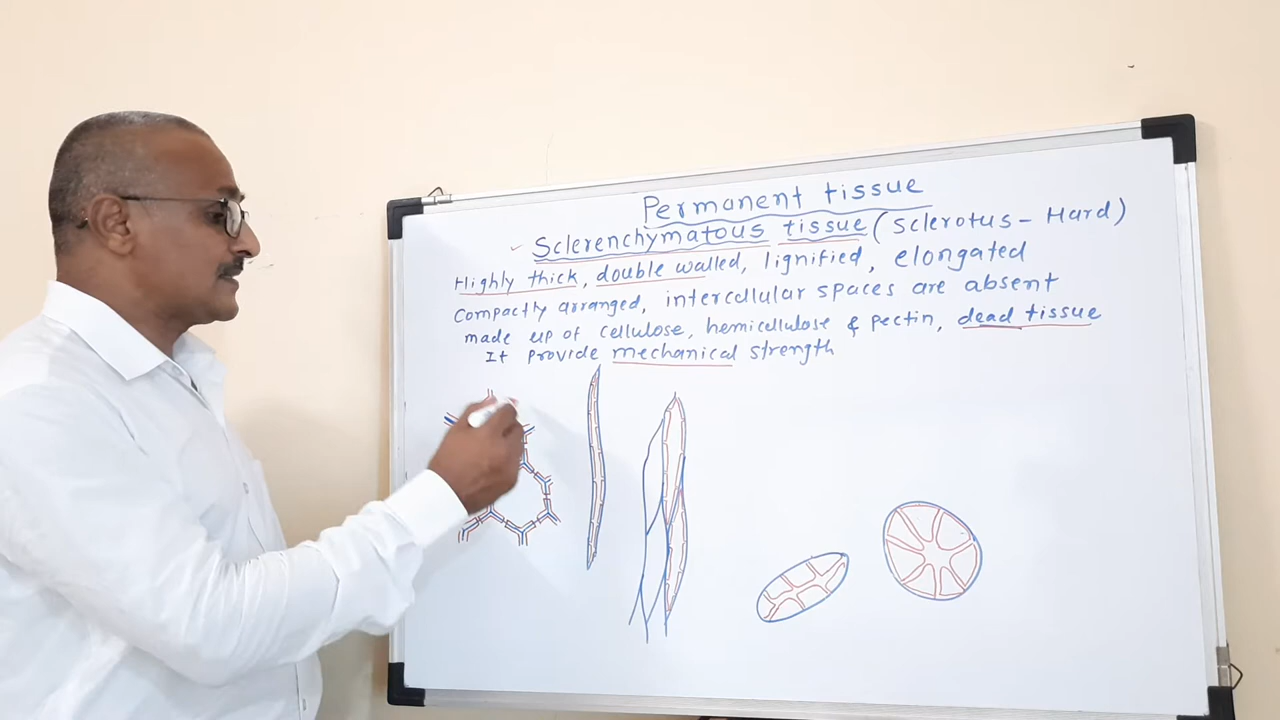 Permanent tissue
Sclerenchymatous tissue (Sclerotus - Hard)
Highly thick, double walled, lignified, elongated
Compactly arranged, intercellular spaces are absent
made up of cellulose, hemicellulose & pectin, dead tissue
It provide mechanical strength